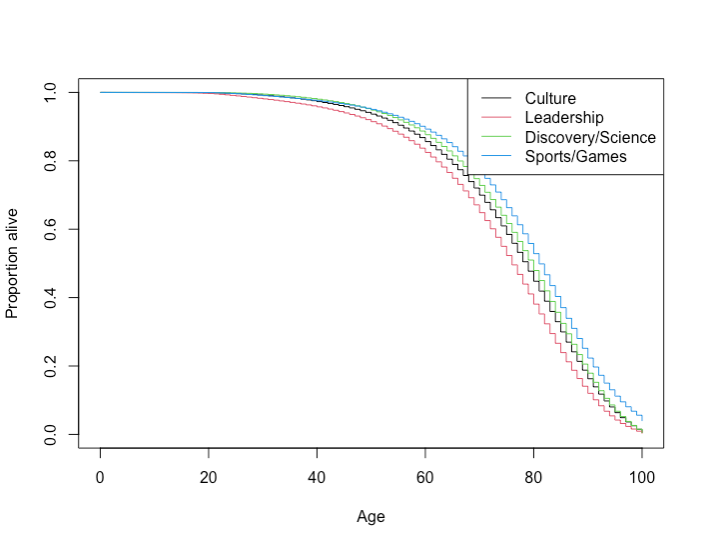 Culture
Leadership
Discovery/Science
Sports/Games
Proportion alive
1.0
0.8
0.6
0.4
0.2
0.0
0 20 40 60 80 100
Age